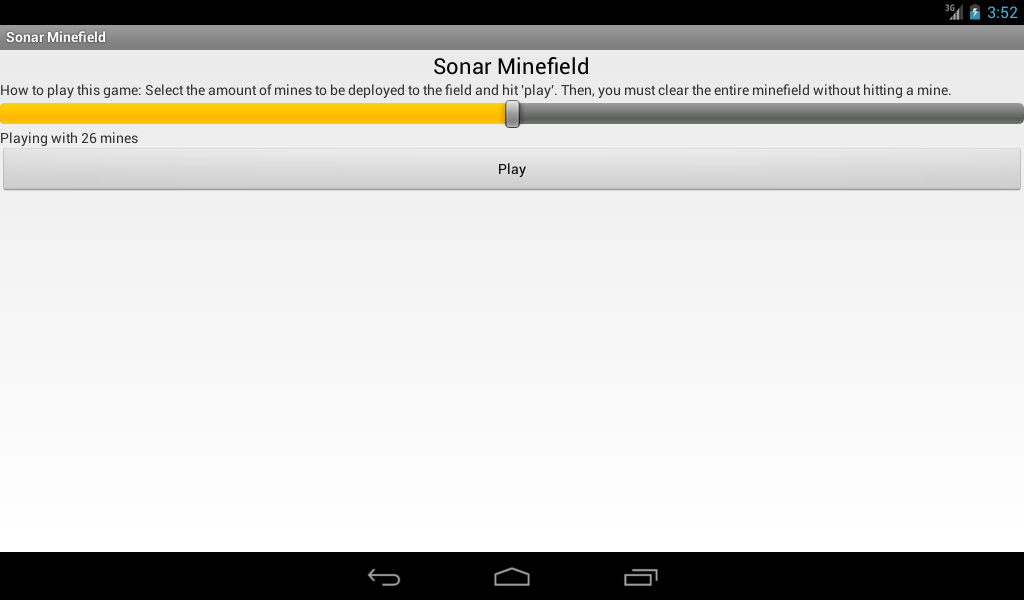 3G 3:52
Sonar Minefield
Sonar Minefield
How to play this game: Select the amount of mines to be deployed to the field and hit 'play'. Then, you must clear the entire minefield without hitting a mine.
Playing with 26 mines
Play